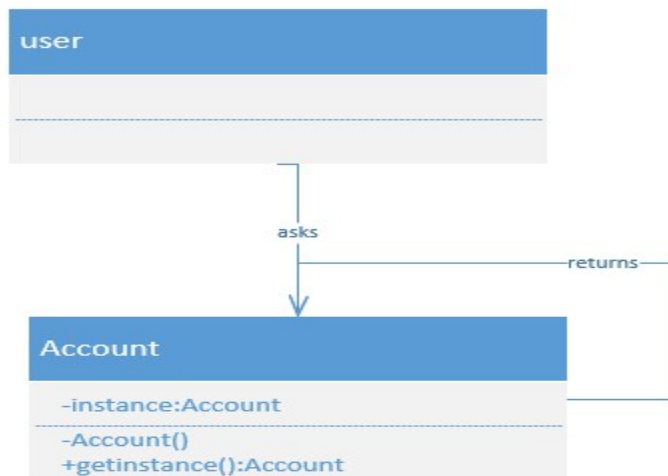 user
asks
returns
Account
-instance:Account
-Account()
+getinstance():Account